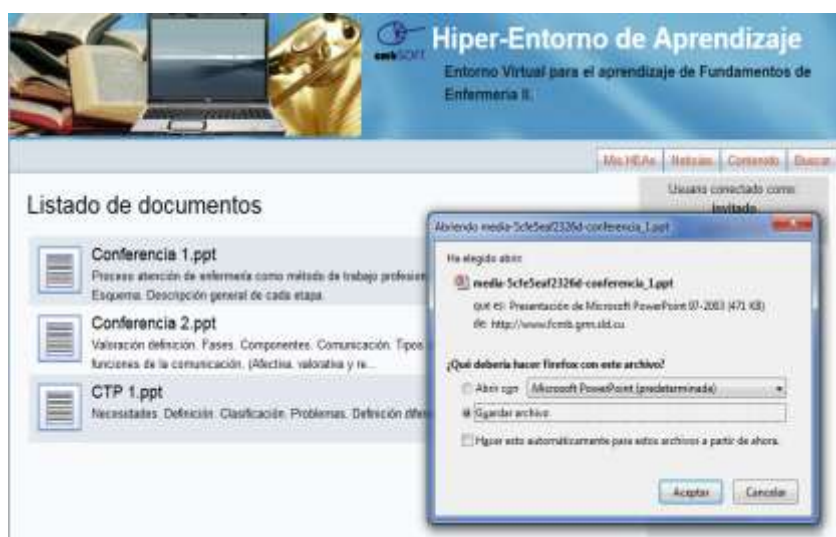 Hiper-Entorno de Aprendizaje
Entorno Virtual para el aprendizaje de Fundamentos de
Enfermería II.
Mis HEAs
Noticias
Contenido
Buscar
Usuario conectado como
invitado
Listado de documentos
Conferencia 1.ppt
Proceso atención de enfermería como método de trabajo profesion
Esquema. Descripción general de cada etapa.
Conferencia 2.ppt
Valoración definición. Fases. Componentes. Comunicación. Tipos
funciones de la comunicación. (Afectiva, valorativa y re...
CTP 1.ppt
Necesidades. Definición. Clasificación. Problemas. Definición
Abriendo media-5cfe5eaf2326d-conferencia_1.ppt
Ha elegido abrir:
media-5cfe5eaf2326d-conferencia_1.ppt
que es: Presentación de Microsoft PowerPoint 97-2003 (471 KB)
de: http://www.fcmb.grm.sld.cu
¿Qué debería hacer Firefox con este archivo?
Abrir con
Microsoft PowerPoint (predeterminada)
Guardar archivo
Hacer esto automáticamente para estos archivos a partir de ahora.
Aceptar
Cancelar